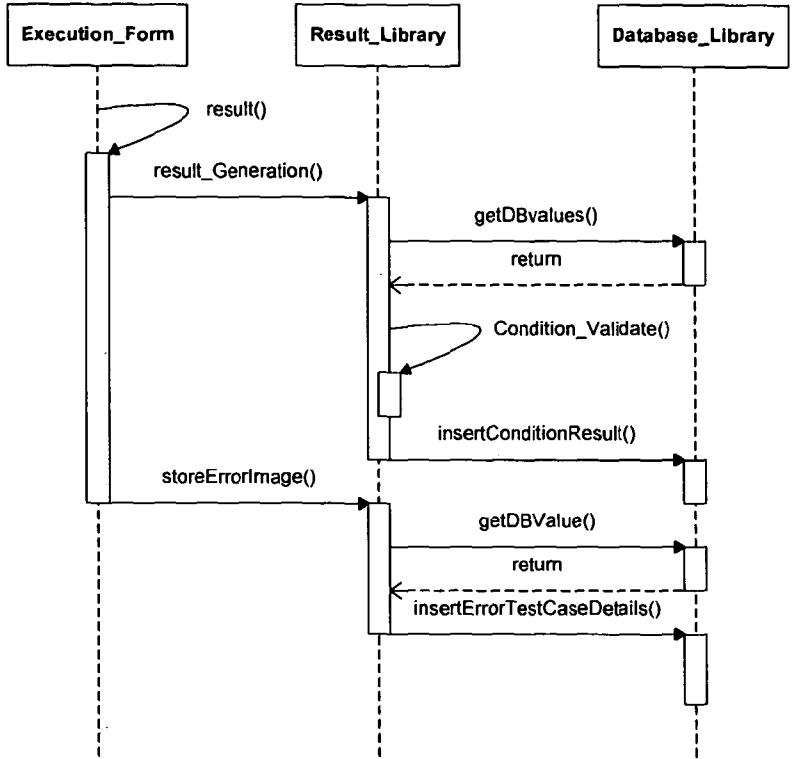 Execution_Form
Result_Library
Database_Library
result()
result_Generation()
getDBvalues()
return
Condition_Validate()
insertConditionResult()
storeErrorImage()
getDBValue()
return
insertErrorTestCaseDetails()